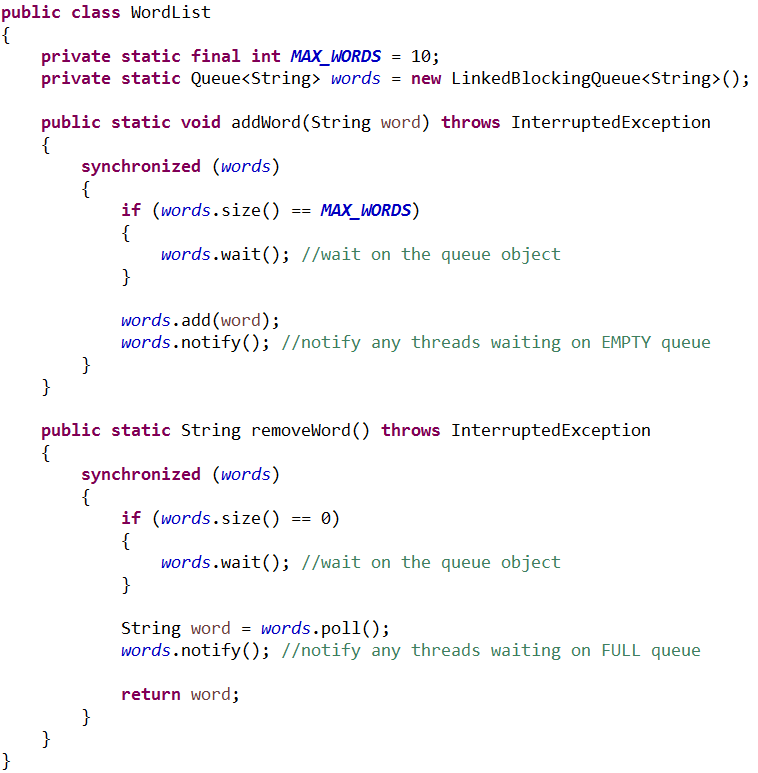 public class WordList
{
    private static final int MAX_WORDS = 10;
    private static Queue<String> words = new LinkedBlockingQueue<String>();

    public static void addWord(String word) throws InterruptedException
    {
        synchronized (words)
        {
            if (words.size() == MAX_WORDS)
            {
                words.wait(); //wait on the queue object
            }

            words.add(word);
            words.notify(); //notify any threads waiting on EMPTY queue
        }
    }

    public static String removeWord() throws InterruptedException
    {
        synchronized (words)
        {
            if (words.size() == 0)
            {
                words.wait(); //wait on the queue object
            }

            String word = words.poll();
            words.notify(); //notify any threads waiting on FULL queue

            return word;
        }
    }
}